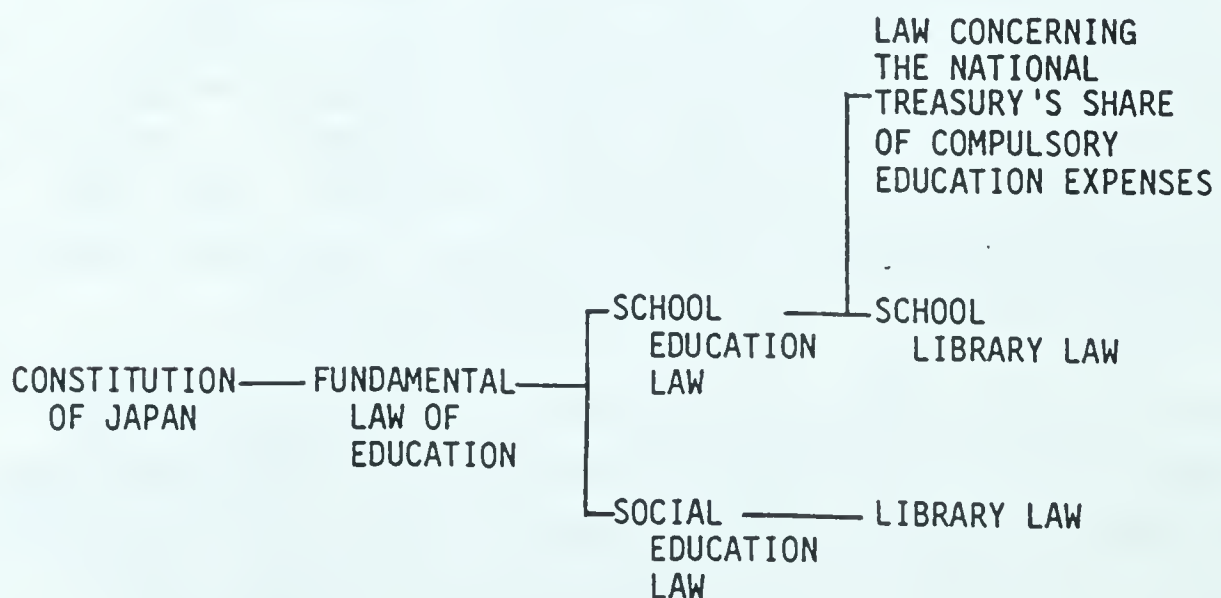 CONSTITUTION
OF JAPAN
FUNDAMENTAL
LAW OF
EDUCATION
SCHOOL
EDUCATION
LAW
LAW CONCERNING
THE NATIONAL
TREASURY'S SHARE
OF COMPULSORY
EDUCATION EXPENSES
SCHOOL
LIBRARY LAW
SOCIAL
EDUCATION
LAW
LIBRARY LAW